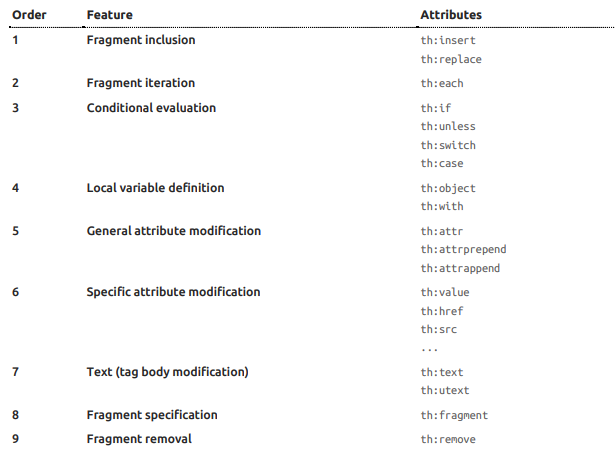 Order Feature Attributes
1 Fragment inclusion th:insert
th:replace
2 Fragment iteration th:each
3 Conditional evaluation th:if
th:unless
th:switch
th:case
4 Local variable definition th:object
th:with
5 General attribute modification th:attr
th:attrprepend
th:attrappend
6 Specific attribute modification th:value
th:href
th:src
...
7 Text (tag body modification) th:text
th:utext
8 Fragment specification th:fragment
9 Fragment removal th:remove